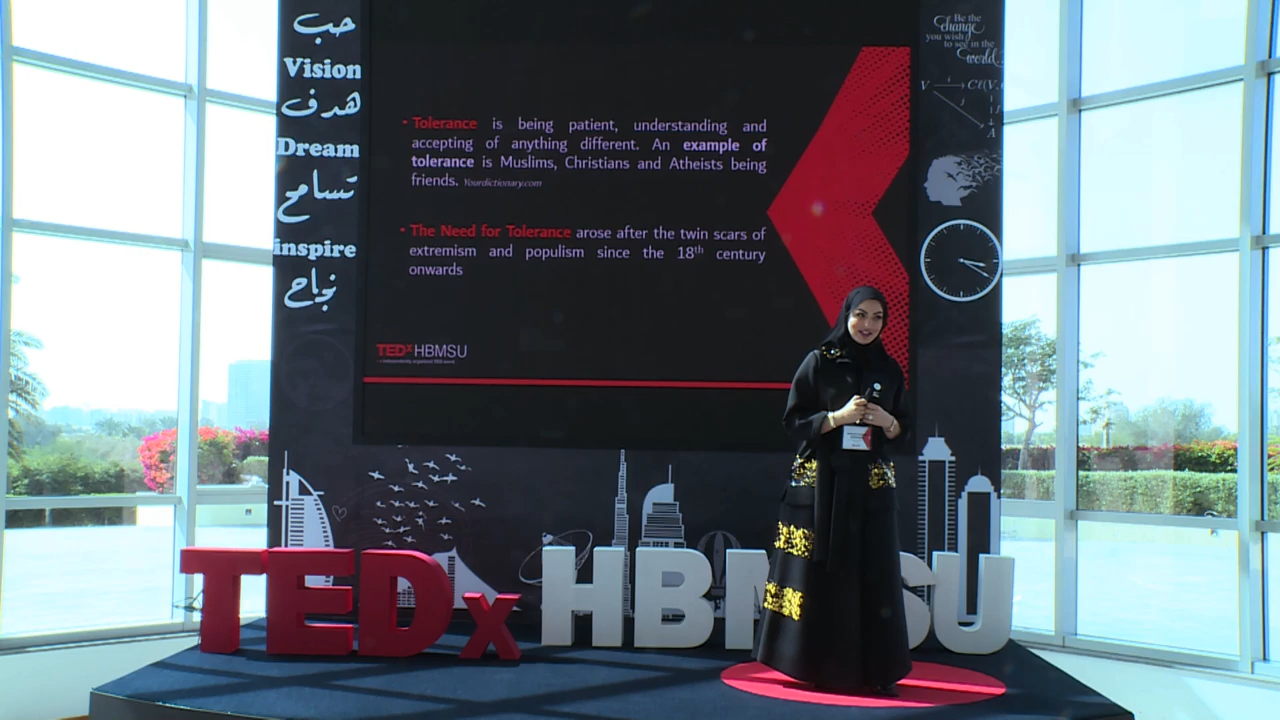 حب
Vision
هدف
Dream
تسامح
inspire
نجاح
• Tolerance is being patient, understanding and
accepting of anything different. An example of
tolerance is Muslims, Christians and Atheists being
friends. Yourdictionary.com
• The Need for Tolerance arose after the twin scars of
extremism and populism since the 18th century
onwards
TEDxHBMSU
Be the
change
you wish
to see in the
world.
TEDxHBMSU